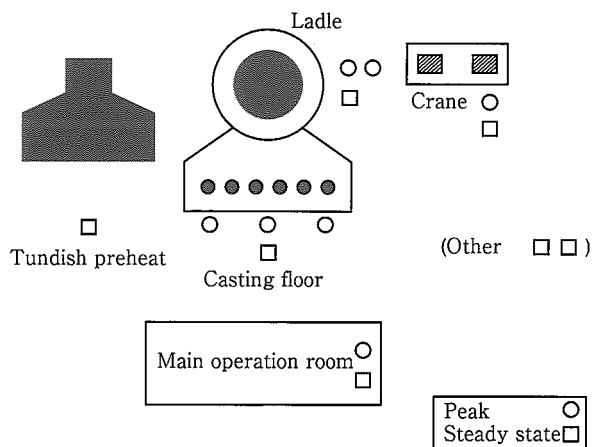 Ladle
Crane
Tundish preheat
(Other □ □ )
Casting floor
Main operation room
Peak ○
Steady state □